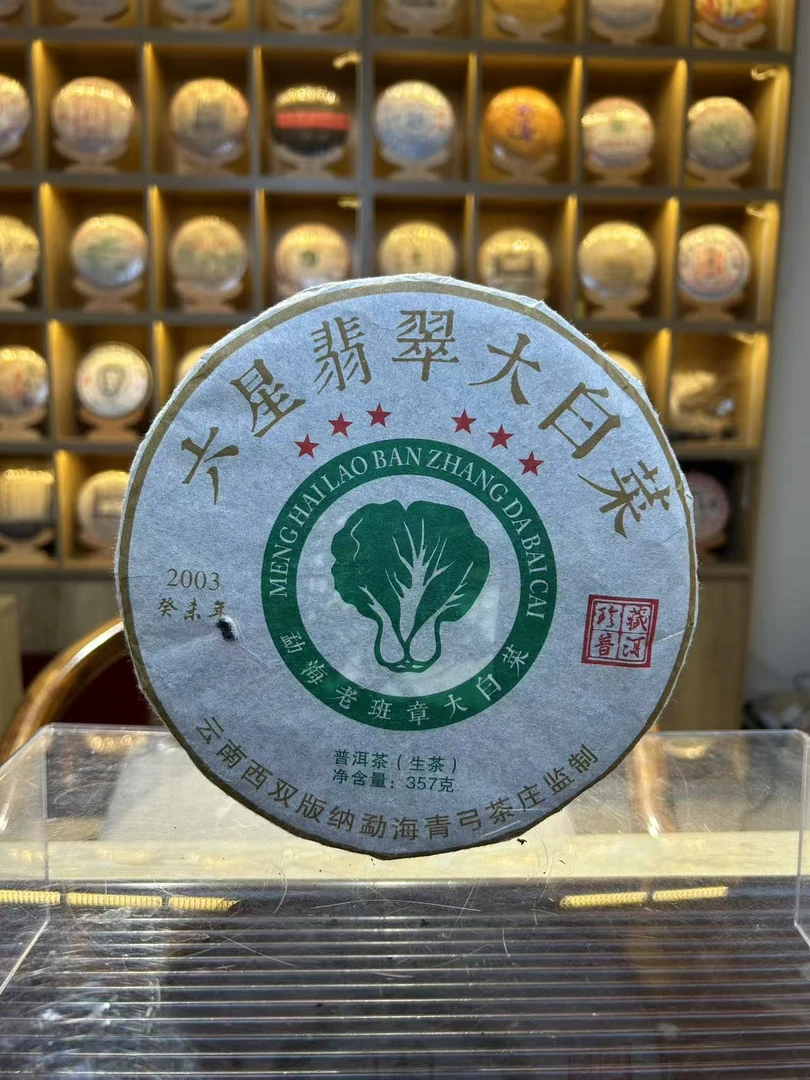 六星翡翠大白菜
MENG HAI LAO BAN ZHANG DA BAI CAI
2003
癸未年
珍藏
普洱
勐海老班章大白菜
普洱茶（生茶）
净含量：357克
云南西双版纳勐海青弓茶庄监制